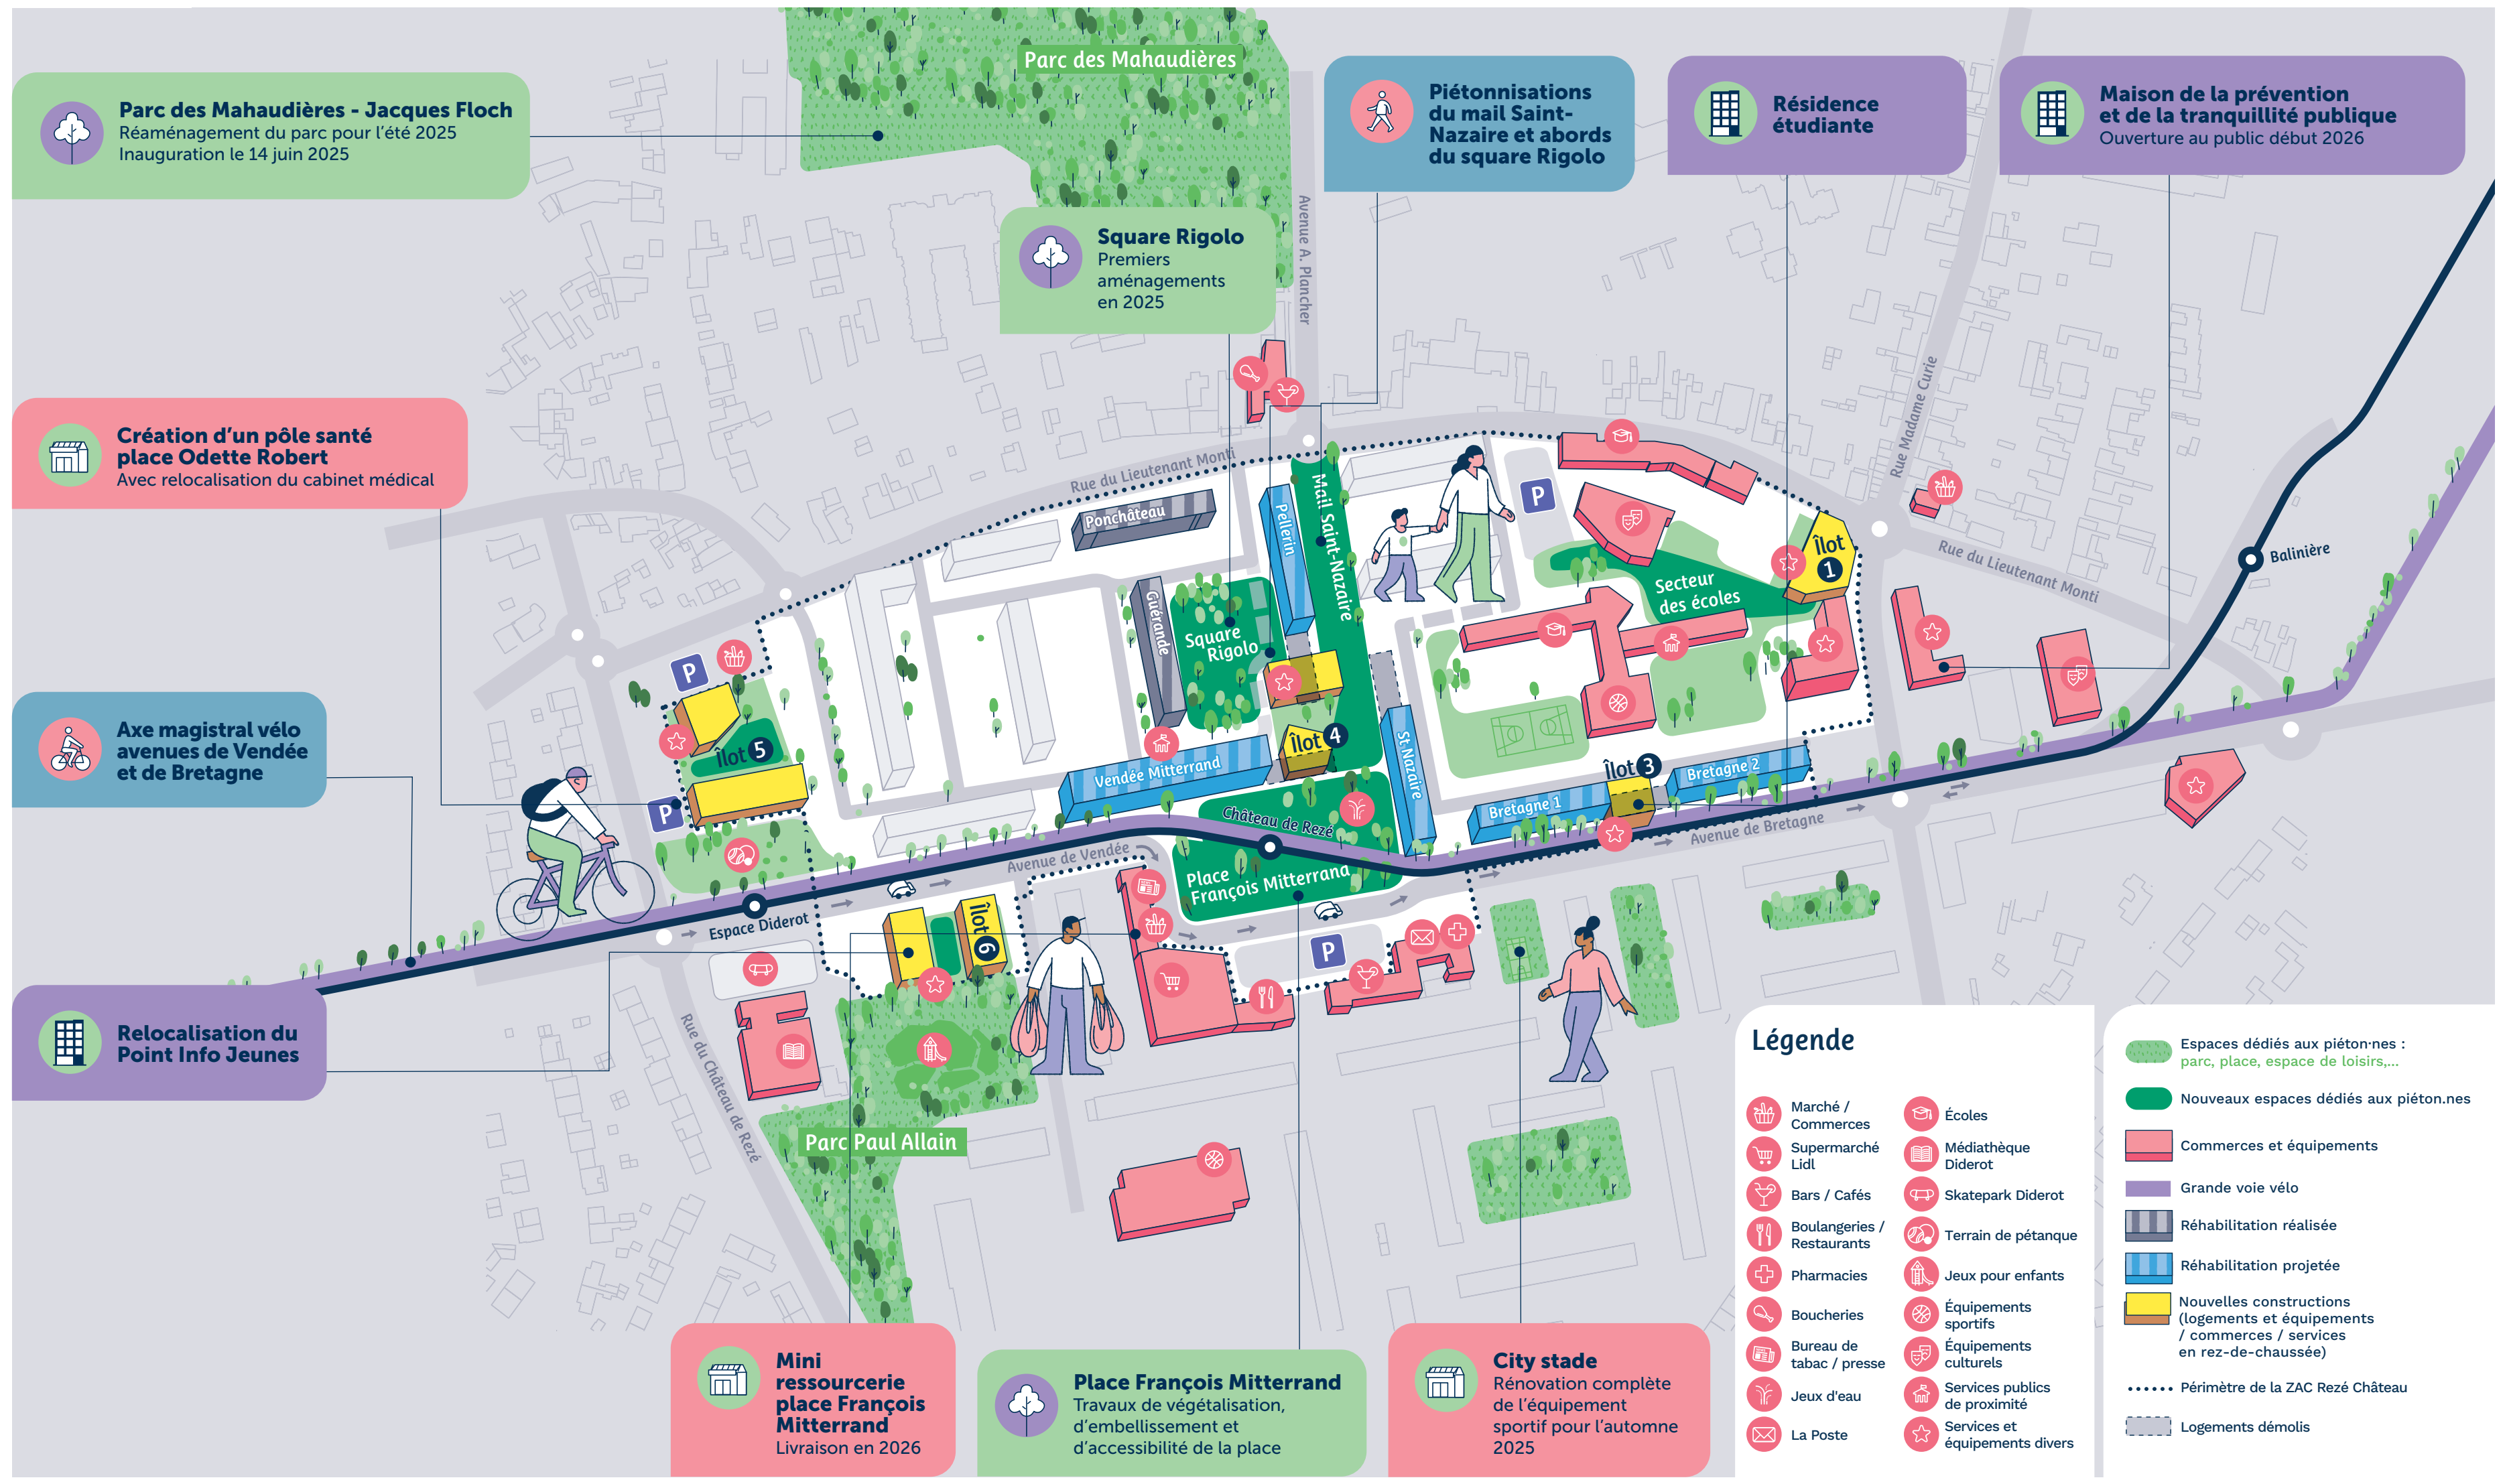 Parc des Mahaudières
Parc des Mahaudières - Jacques Floch
Réaménagement du parc pour l'été 2025
Inauguration le 14 juin 2025
Piétonnisations
du mail Saint-
Nazaire et abords
du square Rigolo
Résidence
étudiante
Maison de la prévention
et de la tranquillité publique
Ouverture au public début 2026
Square Rigolo
Premiers
aménagements
en 2025
Avenue A. Plancher
Création d'un pôle santé
place Odette Robert
Avec relocalisation du cabinet médical
Rue Madame Curie
Rue du Lieutenant Monti
Ponchâteau
Pellerin
Mail Saint-Nazaire
P
Îlot
1
Rue du Lieutenant Monti
Balinière
Secteur
des écoles
Guérande
Square
Rigolo
P
Axe magistral vélo
avenues de Vendée
et de Bretagne
Îlot 5
Îlot 4
St Nazaire
Vendée Mitterrand
Îlot 3
Bretagne 2
Bretagne 1
P
Château de Rezé
Avenue de Bretagne
Avenue de Vendée
Place
François Mitterrand
Espace Diderot
Îlot 6
P
Relocalisation du
Point Info Jeunes
Rue du Château de Rezé
Parc Paul Allain
Mini
ressourcerie
place François
Mitterrand
Livraison en 2026
Place François Mitterrand
Travaux de végétalisation,
d'embellissement et
d'accessibilité de la place
City stade
Rénovation complète
de l'équipement
sportif pour l'automne
2025
Légende
Marché /
Commerces
Supermarché
Lidl
Bars / Cafés
Boulangeries /
Restaurants
Pharmacies
Boucheries
Bureau de
tabac / presse
Jeux d'eau
La Poste
Écoles
Médiathèque
Diderot
Skatepark Diderot
Terrain de pétanque
Jeux pour enfants
Équipements
sportifs
Équipements
culturels
Services publics
de proximité
Services et
équipements divers
Espaces dédiés aux piéton·nes :
parc, place, espace de loisirs,...
Nouveaux espaces dédiés aux piéton.nes
Commerces et équipements
Grande voie vélo
Réhabilitation réalisée
Réhabilitation projetée
Nouvelles constructions
(logements et équipements
/ commerces / services
en rez-de-chaussée)
Périmètre de la ZAC Rezé Château
Logements démolis